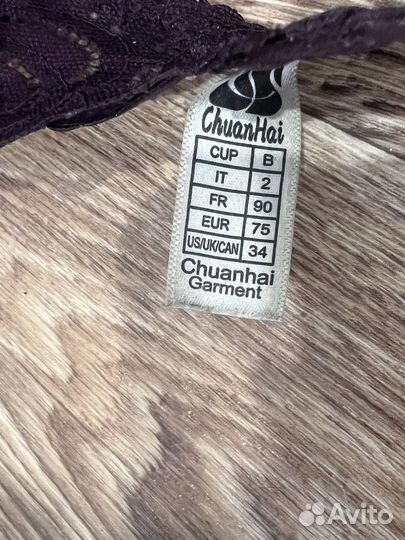 ChuanHai
CUP B
IT 2
FR 90
EUR 75
US/UK/CAN 34
Chuanhai
Garment
Avito